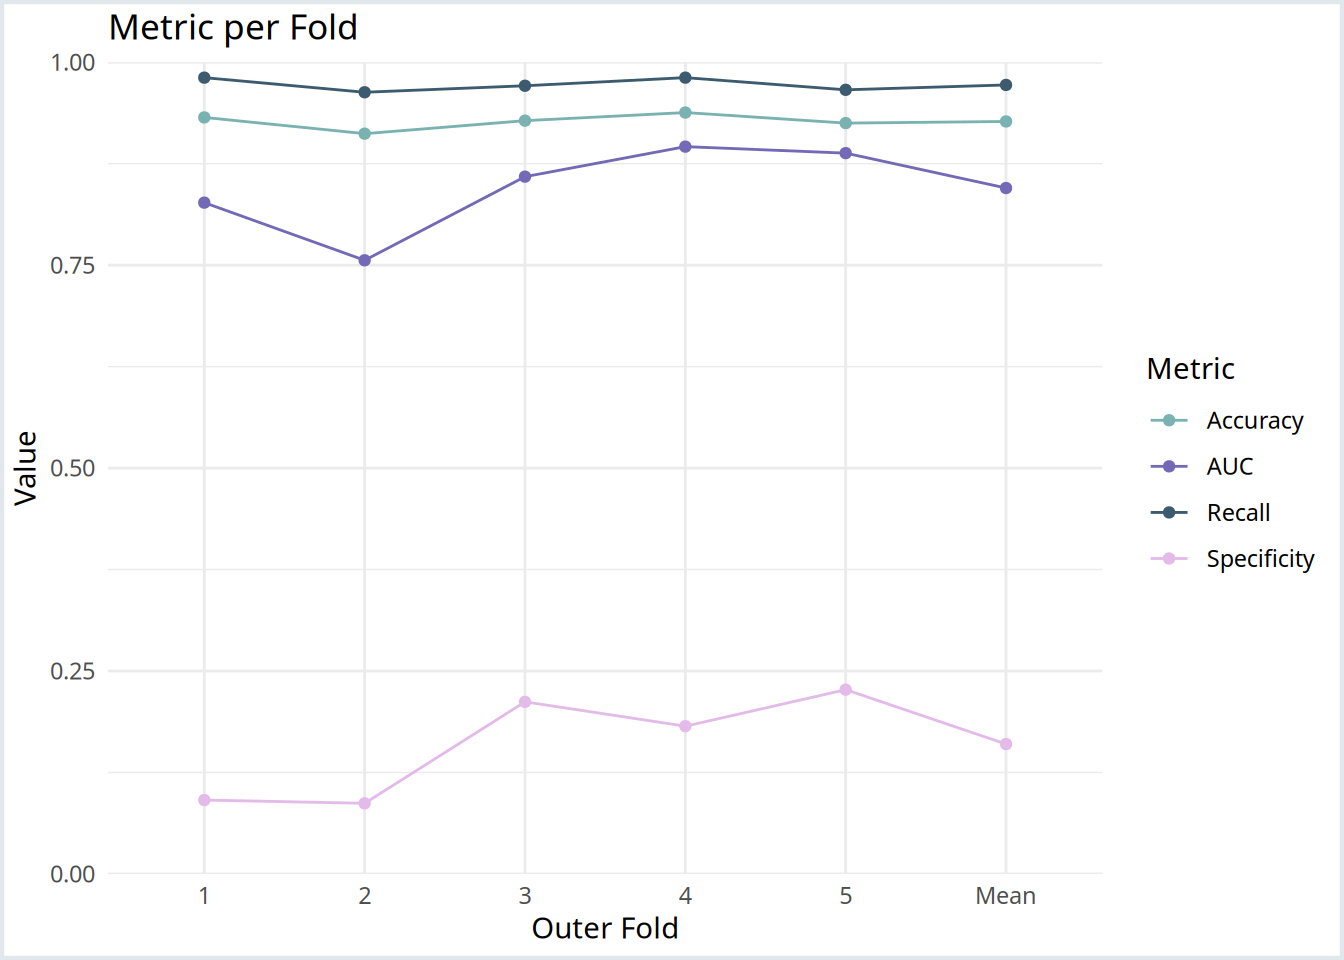 Metric per Fold
1.00
0.75
0.50
0.25
0.00
Value
1 2 3 4 5 Mean
Outer Fold
Metric
Accuracy
AUC
Recall
Specificity